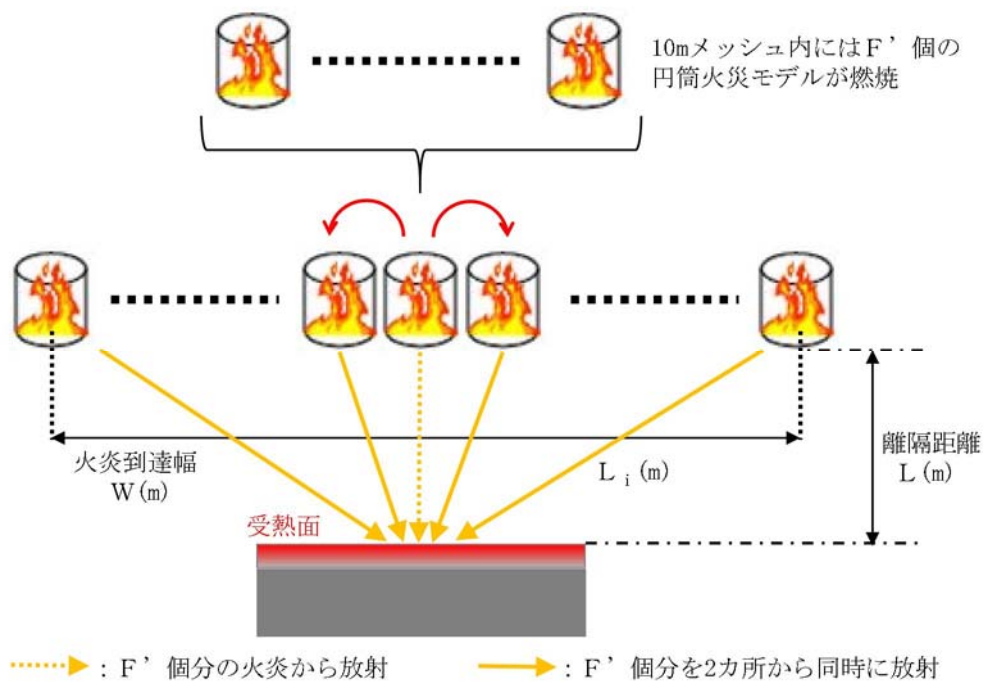 10mメッシュ内にはF’個の
円筒火災モデルが燃焼
火炎到達幅
W(m)
Li(m)
離隔距離
L(m)
受熱面
：F’個分の火炎から放射
：F’個分を2カ所から同時に放射